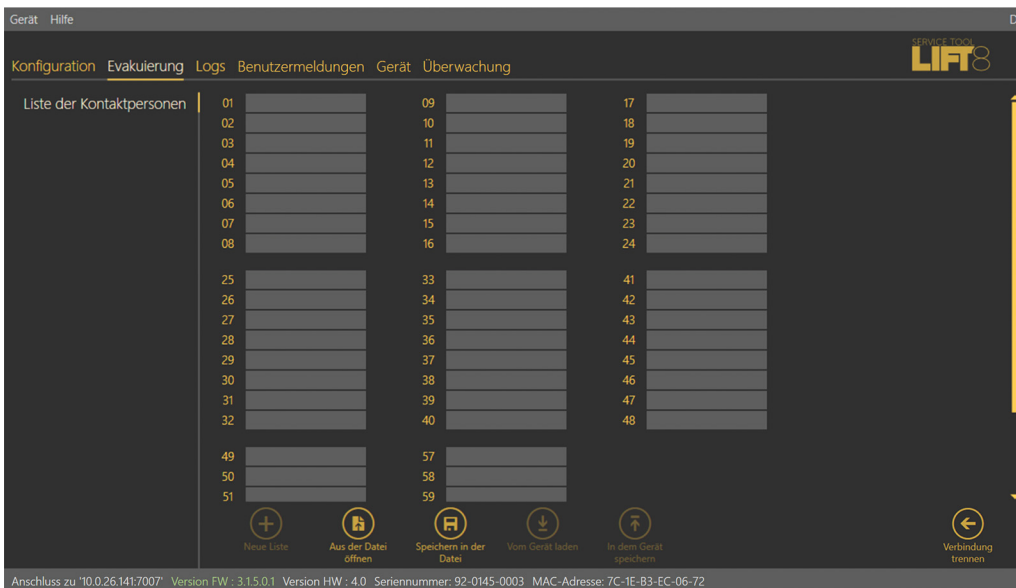 Gerät Hilfe
SERVICE TOOL
LIFT8
Konfiguration Evakuierung Logs Benutzermeldungen Gerät Überwachung
Liste der Kontaktpersonen
01 09 17
02 10 18
03 11 19
04 12 20
05 13 21
06 14 22
07 15 23
08 16 24
25 33 41
26 34 42
27 35 43
28 36 44
29 37 45
30 38 46
31 39 47
32 40 48
49 57
50 58
51 59
Neue Liste
Aus der Datei
öffnen
Speichern in der
Datei
Vom Gerät laden
In dem Gerät
speichern
Verbindung
trennen
Anschluss zu '10.0.26.141:7007' Version FW : 3.1.5.0.1 Version HW : 4.0 Seriennummer: 92-0145-0003 MAC-Adresse: 7C-1E-B3-EC-06-72